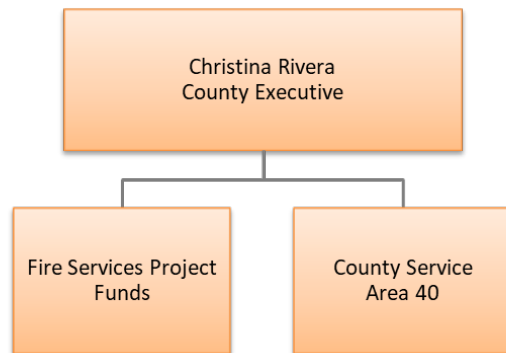 Christina Rivera
County Executive
Fire Services Project
Funds
County Service
Area 40